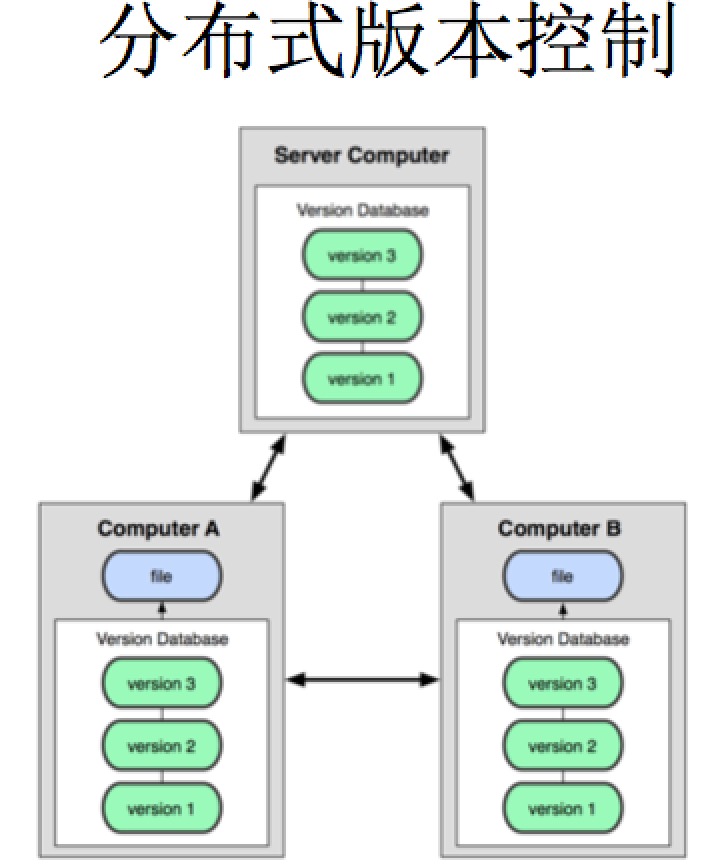 分布式版本控制
Server Computer
Version Database
version 3
version 2
version 1
Computer A
file
Version Database
version 3
version 2
version 1
Computer B
file
Version Database
version 3
version 2
version 1